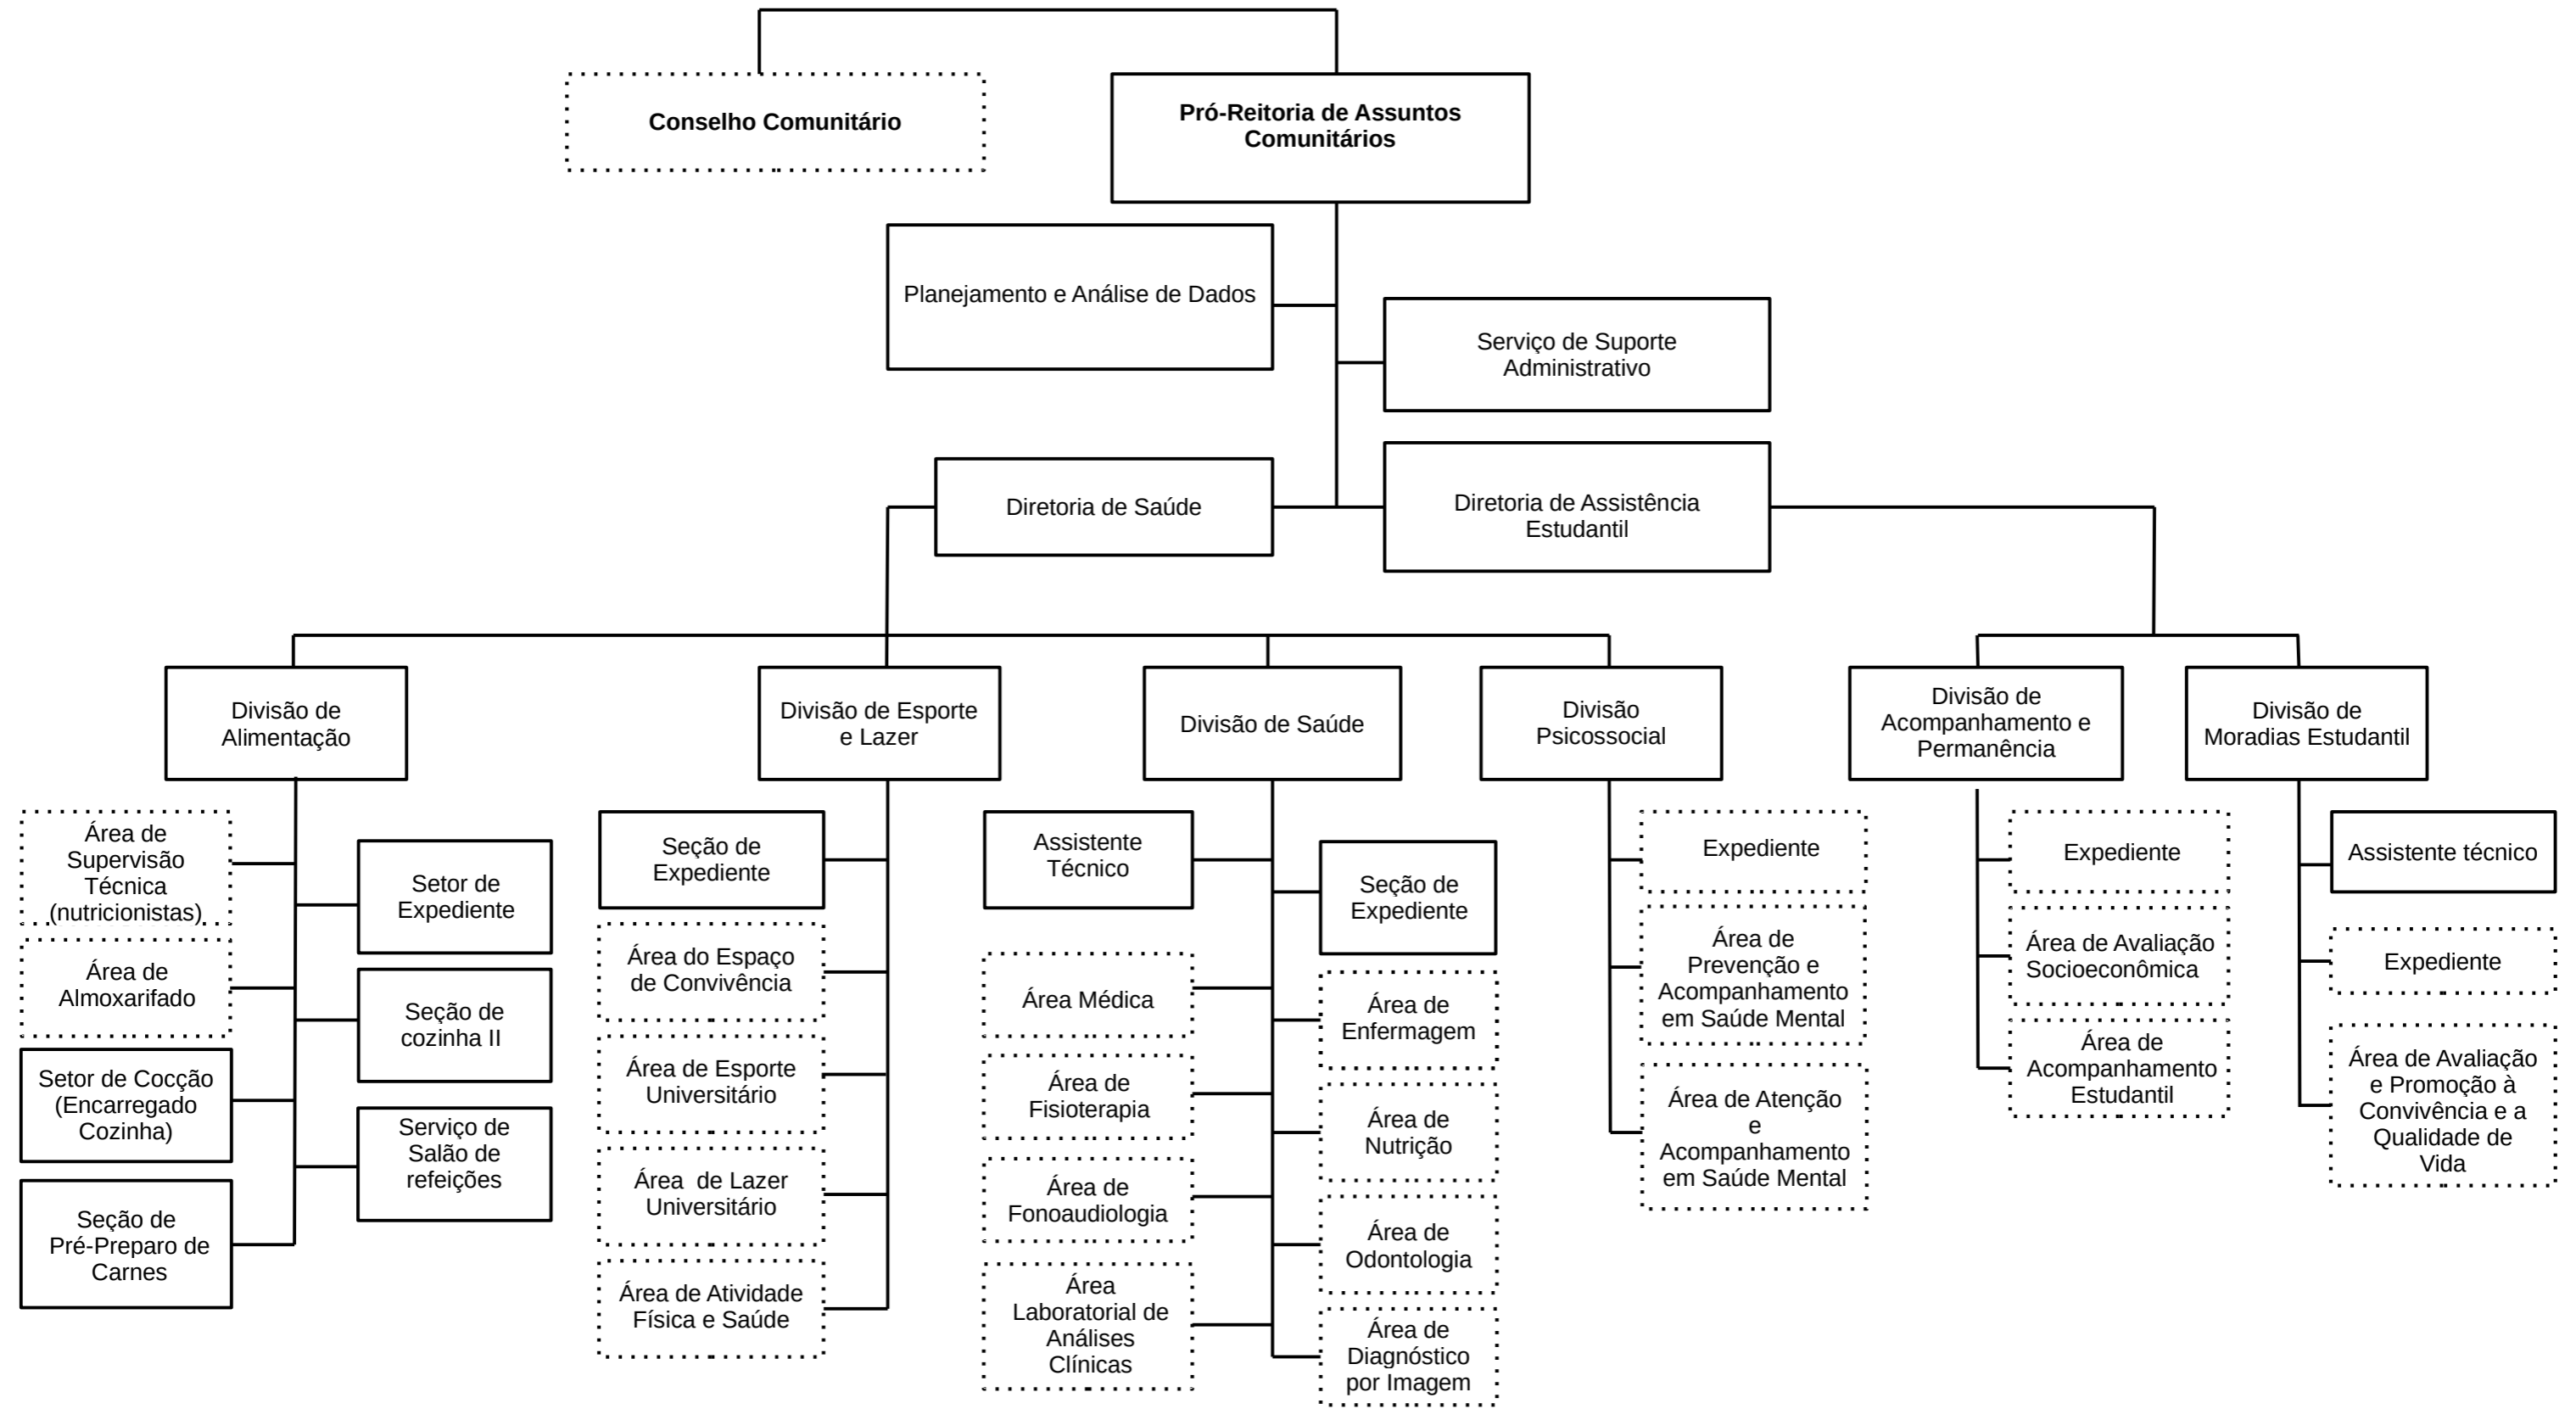 Conselho Comunitário
Pró-Reitoria de Assuntos
Comunitários
Planejamento e Análise de Dados
Serviço de Suporte
Administrativo
Diretoria de Saúde
Diretoria de Assistência
Estudantil
Divisão de
Alimentação
Divisão de Esporte
e Lazer
Divisão de Saúde
Divisão
Psicossocial
Divisão de
Acompanhamento e
Permanência
Divisão de
Moradias Estudantil
Área de
Supervisão
Técnica
(nutricionistas)
Área de
Almoxarifado
Setor de Cocção
(Encarregado
Cozinha)
Seção de
Pré-Preparo de
Carnes
Setor de
Expediente
Seção de
cozinha II
Serviço de
Salão de
refeições
Seção de
Expediente
Área do Espaço
de Convivência
Área de Esporte
Universitário
Área  de Lazer
Universitário
Área de Atividade
Física e Saúde
Assistente
Técnico
Área Médica
Área de
Fisioterapia
Área de
Fonoaudiologia
Área
Laboratorial de
Análises
Clínicas
Seção de
Expediente
Área de
Enfermagem
Área de
Nutrição
Área de
Odontologia
Área de
Diagnóstico
por Imagem
Expediente
Área de
Prevenção e
Acompanhamento
em Saúde Mental
Área de Atenção
e
Acompanhamento
em Saúde Mental
Expediente
Área de Avaliação
Socioeconômica
Área de
Acompanhamento
Estudantil
Assistente técnico
Expediente
Área de Avaliação
e Promoção à
Convivência e a
Qualidade de
Vida